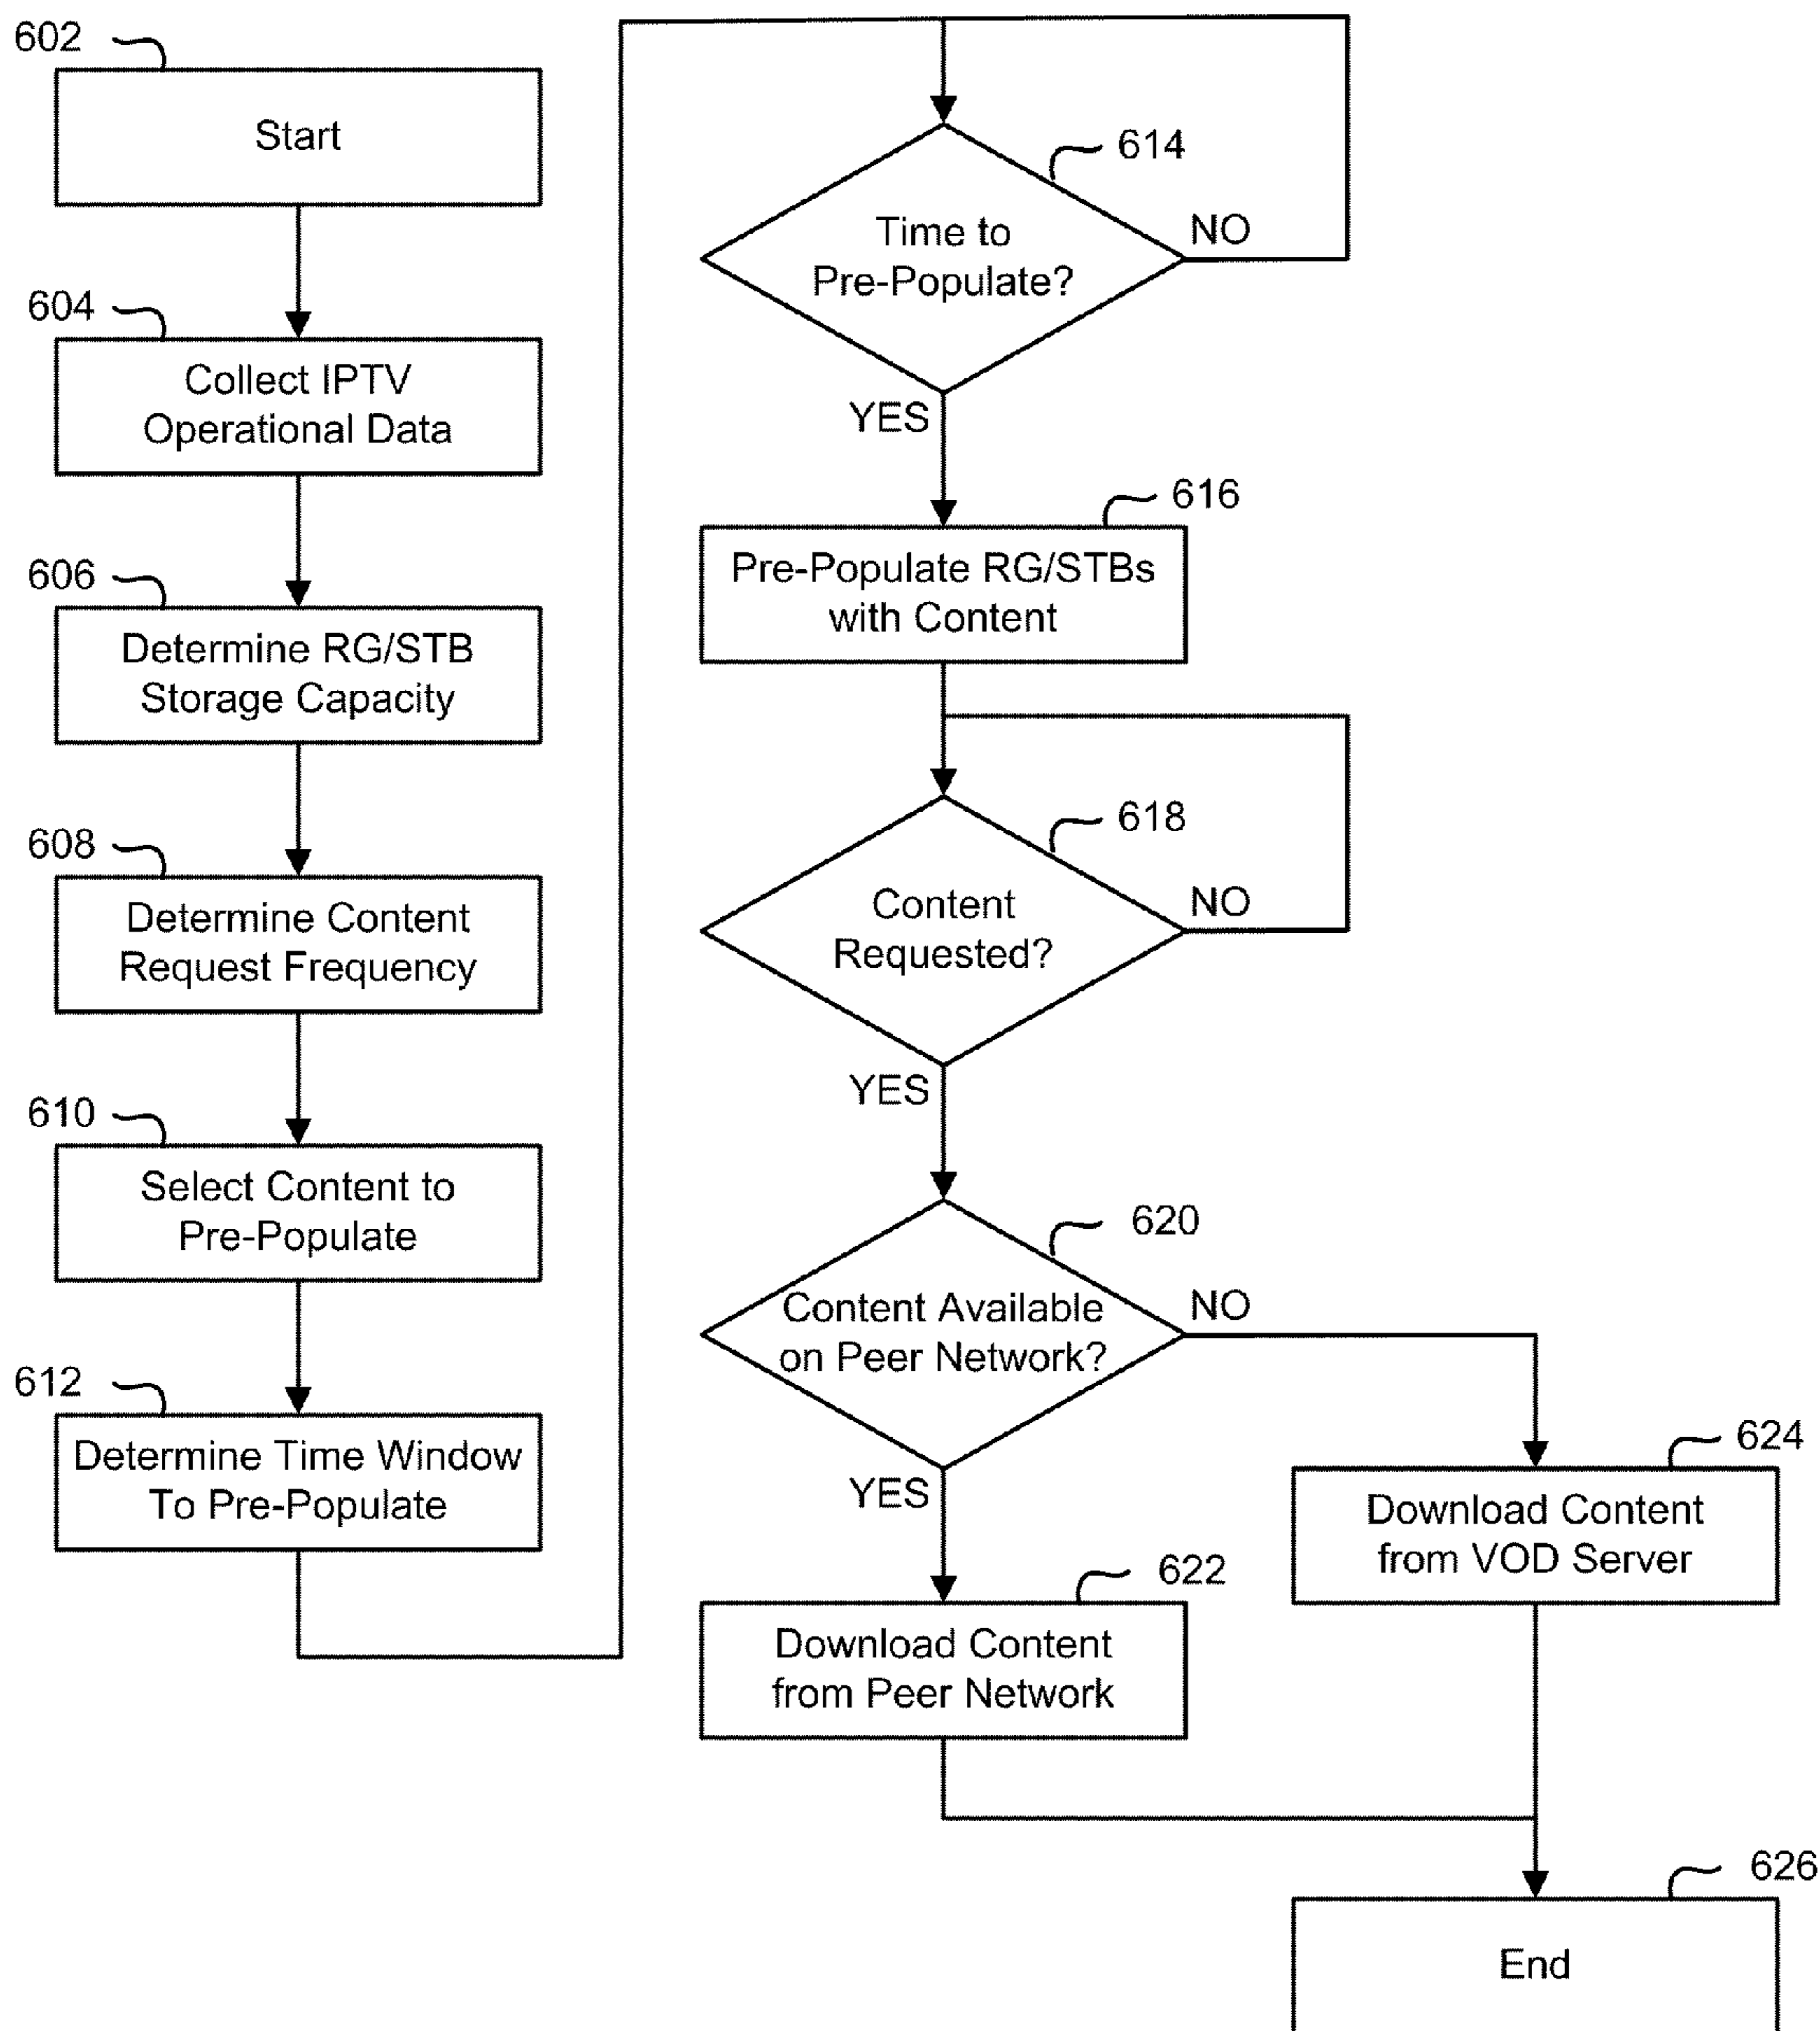 602
Start
604
Collect IPTV
Operational Data
606
Determine RG/STB
Storage Capacity
608
Determine Content
Request Frequency
610
Select Content to
Pre-Populate
612
Determine Time Window
To Pre-Populate
614
Time to
Pre-Populate?
NO
YES
616
Pre-Populate RG/STBs
with Content
618
Content
Requested?
NO
YES
620
Content Available
on Peer Network?
NO
YES
622
Download Content
from Peer Network
624
Download Content
from VOD Server
626
End